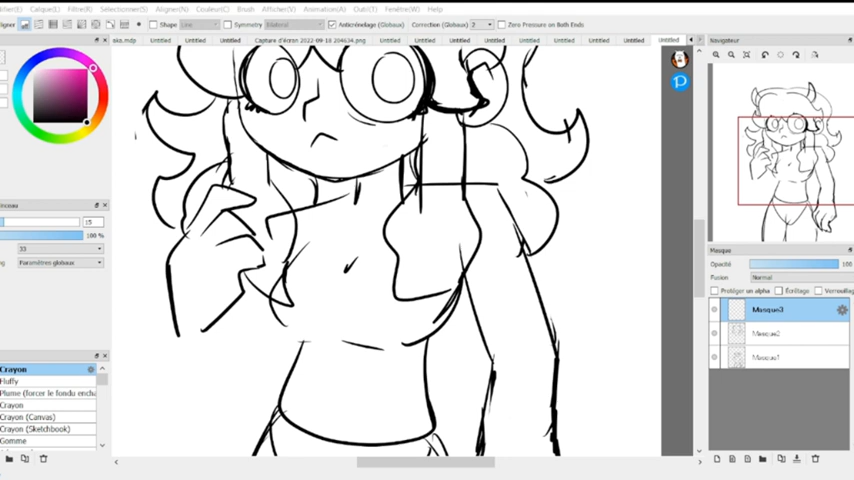 Calque(L) Filtre(R) Sélectionner(S) Aligner(N) Couleur(C) Brush Afficher(V) Animation(A) Outil(T) Fenêtre(W) Help
Shape Symmetry Anticrénelage (Globaux) Correction (Globaux) 2 Zero Pressure on Both Ends
aka.mdp Untitled Untitled Untitled Capture d'écran 2022-09-18 204634.png Untitled Untitled Untitled Untitled Untitled Untitled Untitled Untitled
Navigateur
15
100 %
33
Paramètres globaux
Masque
Opacité 100
Fusion Normal
Protéger un alpha Écrêtage Verrouillage
Masque3
Masque2
Masque1
Crayon
Fluffy
Plume (forcer le fondu encha
Crayon
Crayon (Canvas)
Crayon (Sketchbook)
Gomme